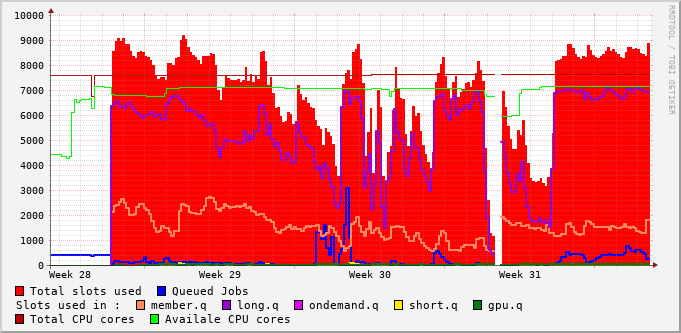 10000
9000
8000
7000
6000
5000
4000
3000
2000
1000
0
Week 28 Week 29 Week 30 Week 31
Total slots used Queued Jobs
Slots used in : member.q long.q ondemand.q short.q gpu.q
Total CPU cores Availale CPU cores
RRDTOOL / TOBI OETIKER